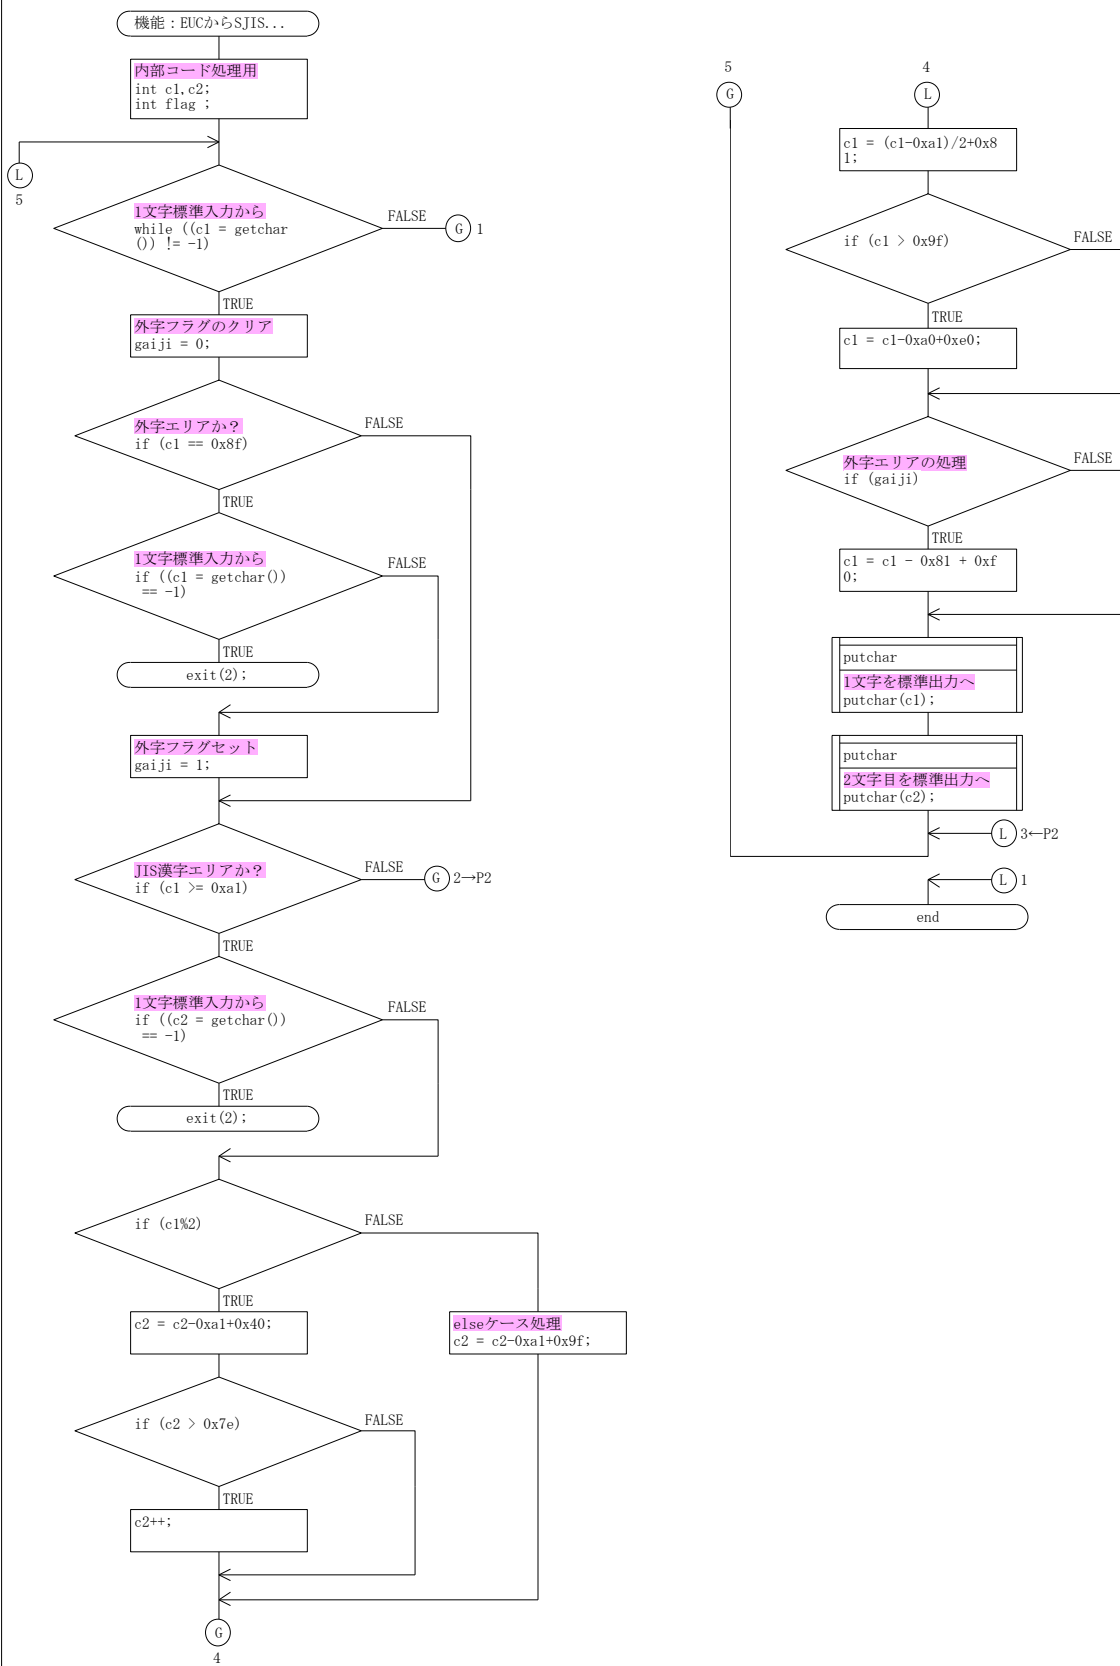 機能：EUCからSJIS...
内部コード処理用
int c1,c2;
int flag ;
L
5
1文字標準入力から
while ((c1 = getchar
()) != -1)
FALSE
G 1
TRUE
外字フラグのクリア
gaiji = 0;
外字エリアか？
if (c1 == 0x8f)
FALSE
TRUE
1文字標準入力から
if ((c1 = getchar())
== -1)
FALSE
TRUE
exit(2);
外字フラグセット
gaiji = 1;
JIS漢字エリアか？
if (c1 >= 0xa1)
FALSE
G 2→P2
TRUE
1文字標準入力から
if ((c2 = getchar())
== -1)
FALSE
TRUE
exit(2);
if (c1%2)
FALSE
TRUE
c2 = c2-0xa1+0x40;
elseケース処理
c2 = c2-0xa1+0x9f;
if (c2 > 0x7e)
FALSE
TRUE
c2++;
G
4
5
G
4
L
c1 = (c1-0xa1)/2+0x8
1;
if (c1 > 0x9f)
FALSE
TRUE
c1 = c1-0xa0+0xe0;
外字エリアの処理
if (gaiji)
FALSE
TRUE
c1 = c1 - 0x81 + 0xf
0;
putchar
1文字を標準出力へ
putchar(c1);
putchar
2文字目を標準出力へ
putchar(c2);
L 3←P2
L 1
end